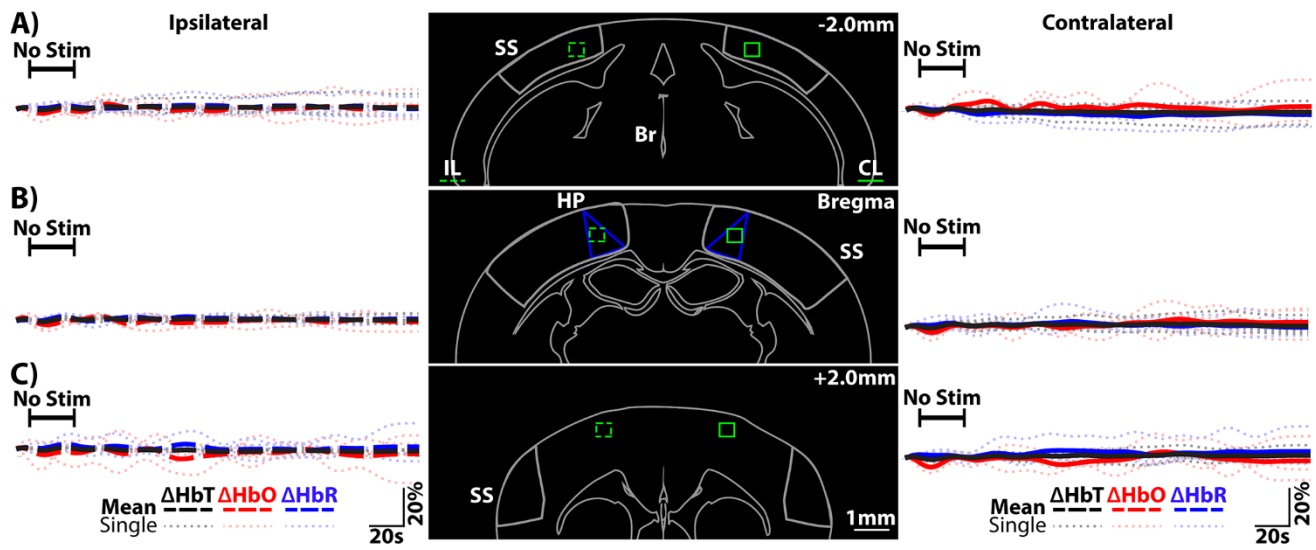 A) Ipsilateral -2.0mm Contralateral
No Stim SS No Stim
Br
IL CL
B) HP Bregma
No Stim SS No Stim
C) +2.0mm
No Stim No Stim
SS
ΔHbT ΔHbO ΔHbR ΔHbT ΔHbO ΔHbR
Mean 20% Mean 20%
Single Single
20s 1mm 20s